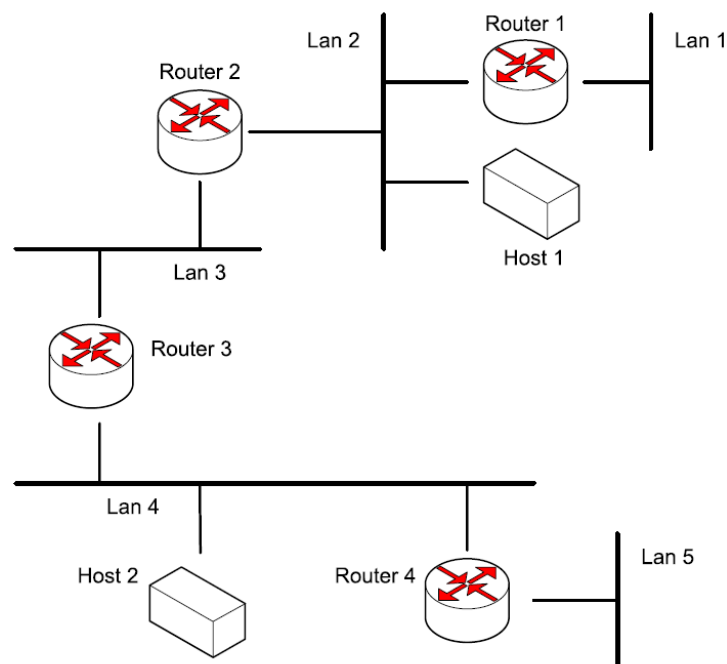 Router 1
Lan 2
Lan 1
Router 2
Host 1
Lan 3
Router 3
Lan 4
Host 2
Router 4
Lan 5